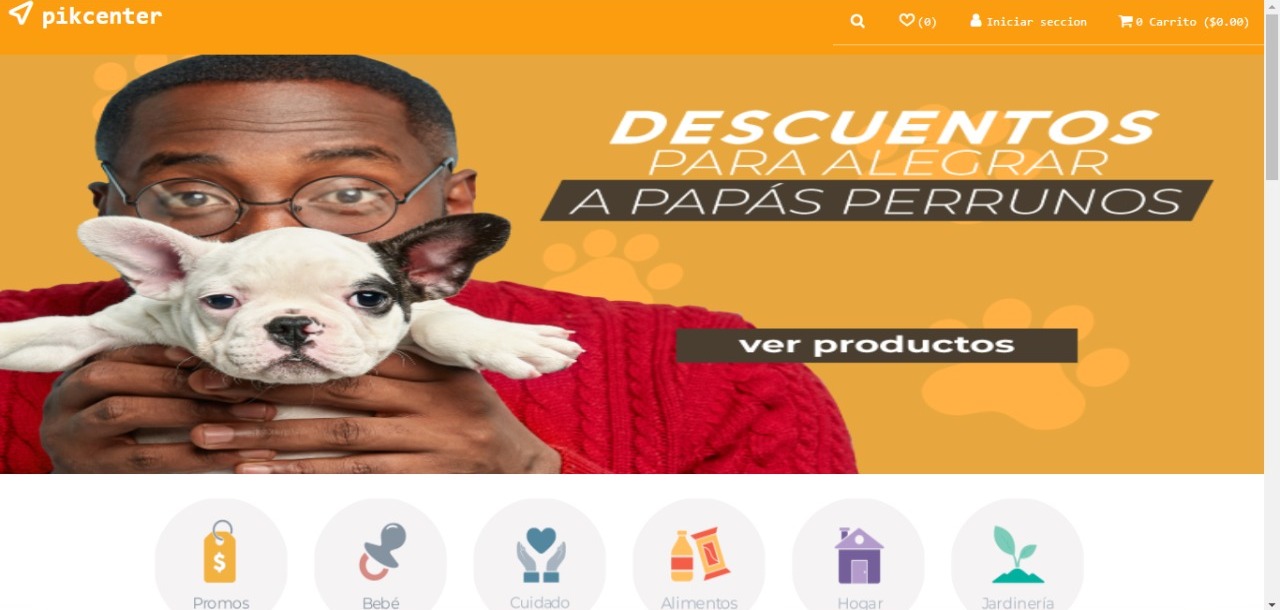 pikcenter
(0)
Iniciar seccion
0 Carrito ($0.00)
DESCUENTOS
PARA ALEGRAR
A PAPÁS PERRUNOS
ver productos
$
Promos
Bebé
Cuidado
Alimentos
Hogar
Jardinería